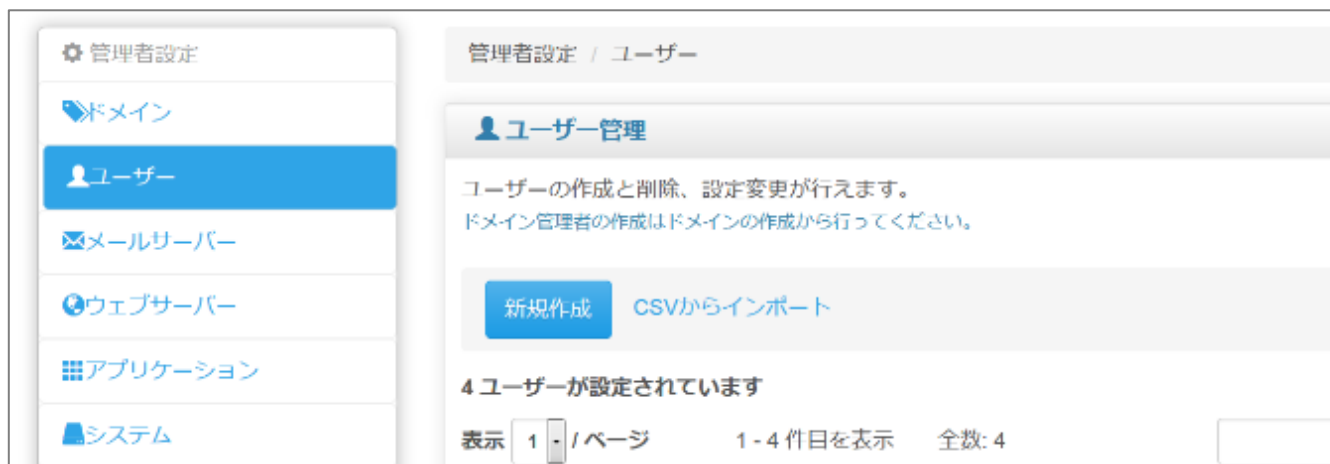 管理者設定
ドメイン
ユーザー
メールサーバー
ウェブサーバー
アプリケーション
システム
管理者設定 / ユーザー
ユーザー管理
ユーザーの作成と削除、設定変更が行えます。
ドメイン管理者の作成はドメインの作成から行ってください。
新規作成 CSVからインポート
4 ユーザーが設定されています
表示 1 / ページ 1 - 4 件目を表示 全数: 4